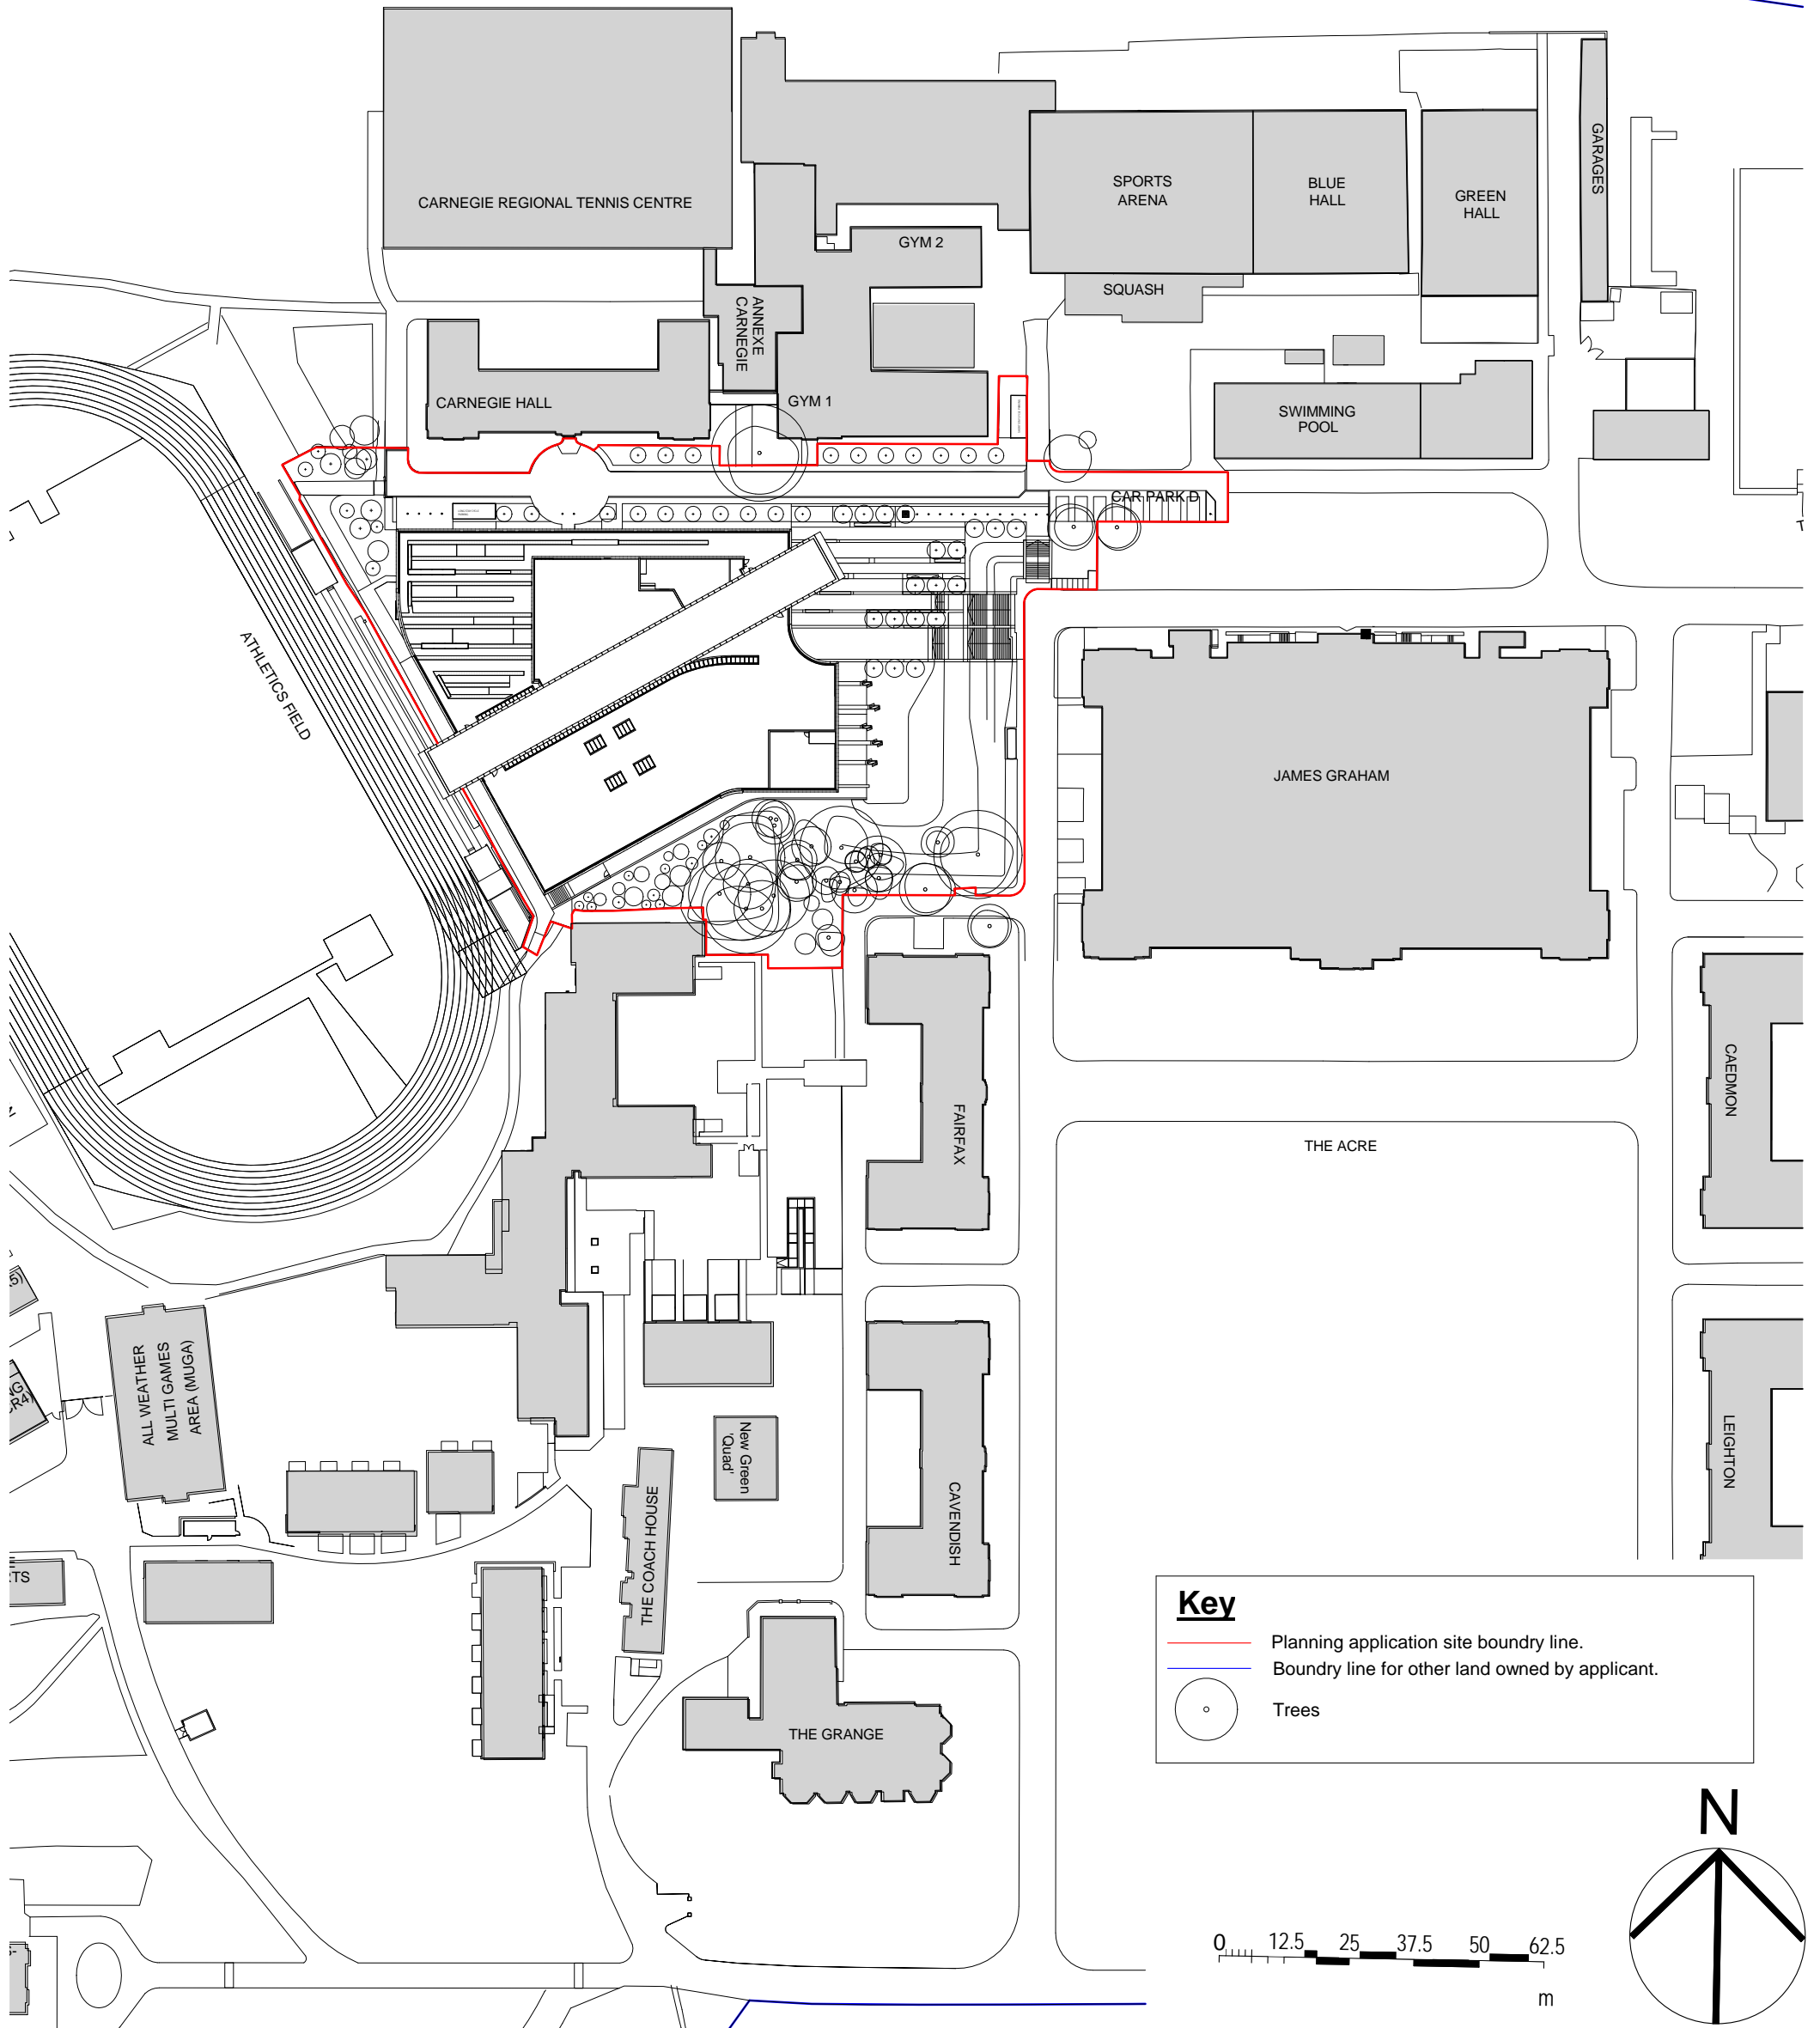 CARNEGIE REGIONAL TENNIS CENTRE
SPORTS
ARENA
BLUE
HALL
GREEN
HALL
GARAGES
GYM 2
SQUASH
ANNEXE
CARNEGIE
CARNEGIE HALL
GYM 1
SWIMMING
POOL
CAR PARK D
ATHLETICS FIELD
JAMES GRAHAM
CAEDMON
FAIRFAX
THE ACRE
ALL WEATHER
MULTI GAMES
AREA (MUGA)
LEIGHTON
New Green
'Quad'
THE COACH HOUSE
CAVENDISH
THE GRANGE
Key
Planning application site boundry line.
Boundry line for other land owned by applicant.
Trees
N
0 12.5 25 37.5 50 62.5
m